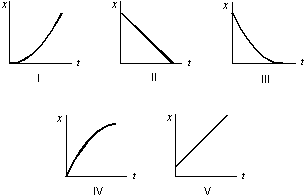 x x x
t t t
I II III
x x
t t
IV V